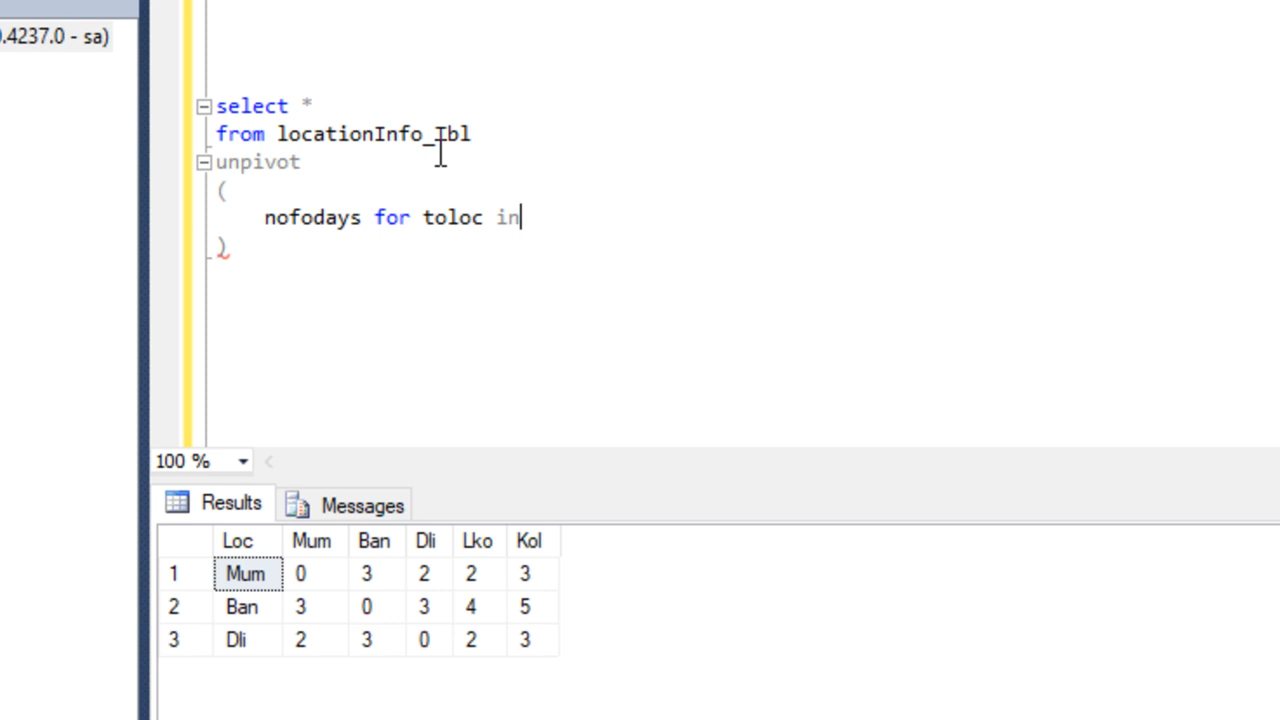 .4237.0 - sa)
select *
from locationInfo_Tbl
unpivot
(
nofodays for toloc in
)
100 %
Results Messages
Loc Mum Ban Dli Lko Kol
1 Mum 0 3 2 2 3
2 Ban 3 0 3 4 5
3 Dli 2 3 0 2 3